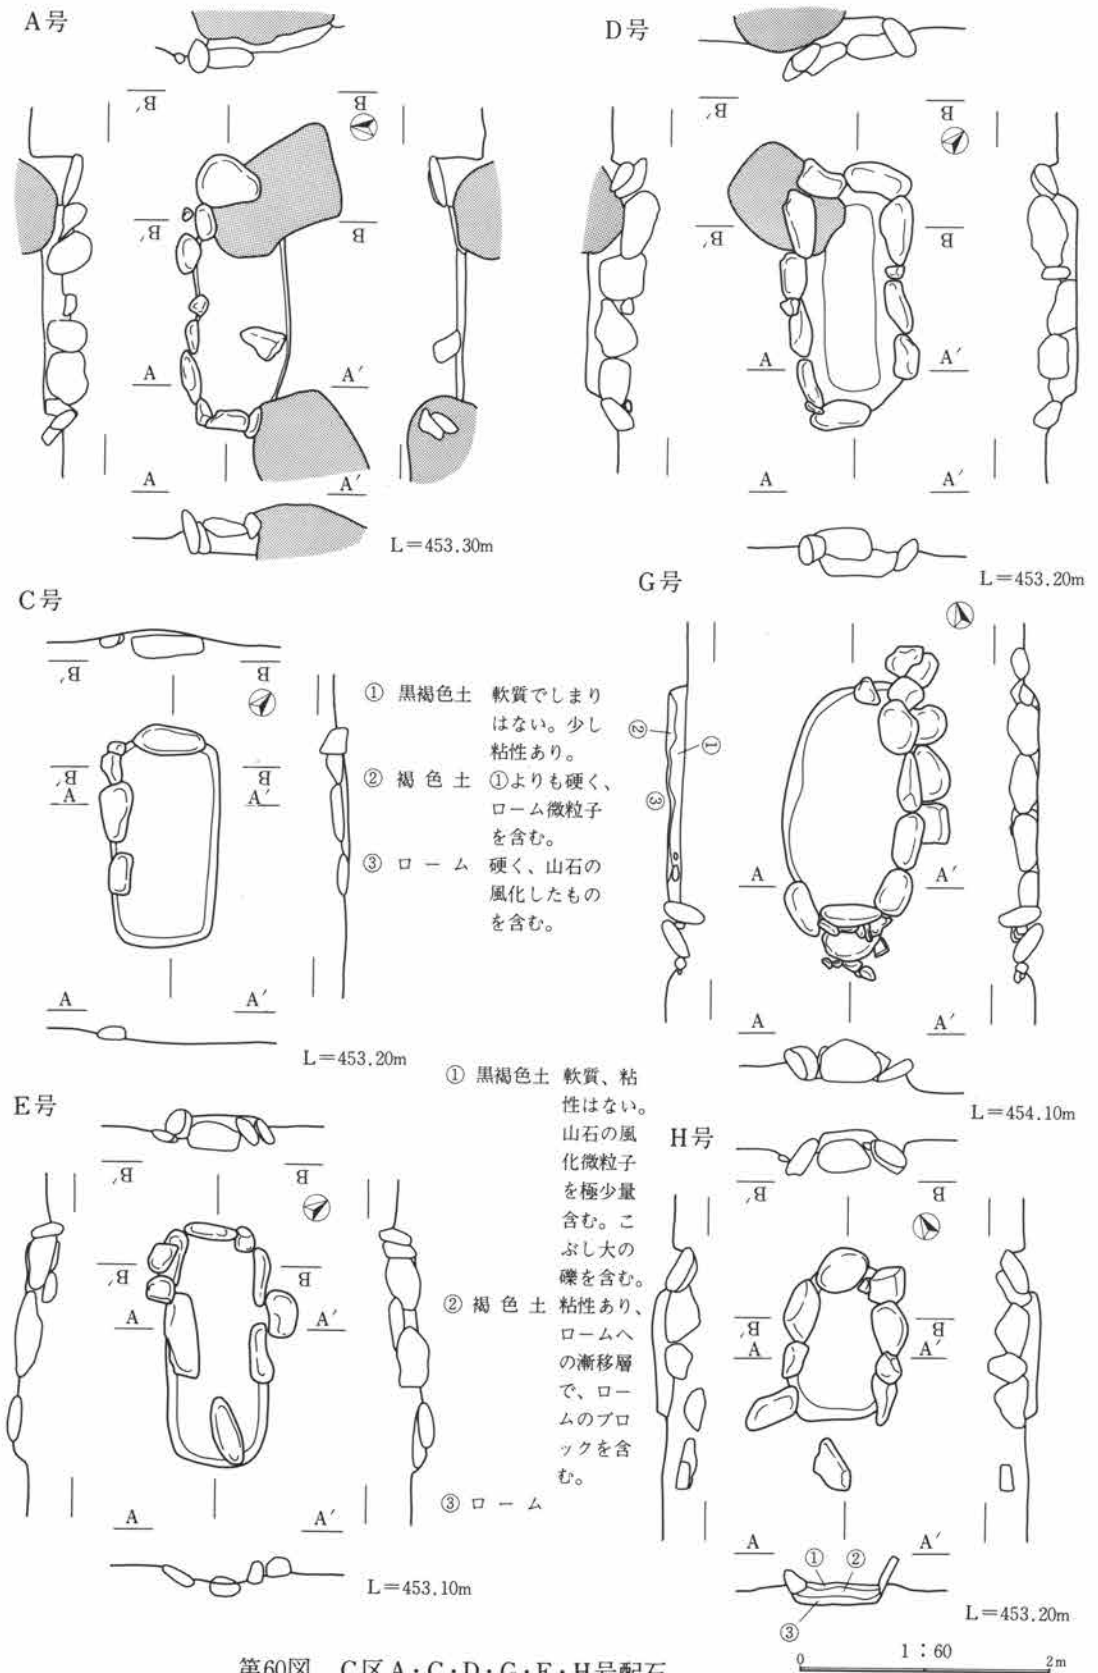 A号
B′
B
B′
B
A
A′
A
A′
L=453.30m
D号
B′
B
B′
B
A
A′
A
A′
L=453.20m
C号
B′
B
B′
B
A
A′
A
A′
L=453.20m
① 黒褐色土 軟質でしまり
はない。少し
粘性あり。
② 褐色土 ①よりも硬く、
ローム微粒子
を含む。
③ ローム 硬く、山石の
風化したもの
を含む。
G号
②
①
③
A
A′
A
A′
L=454.10m
E号
B′
B
B′
B
A
A′
A
A′
L=453.10m
① 黒褐色土 軟質、粘
性はない。
山石の風
化微粒子
を極少量
含む。こ
ぶし大の
礫を含む。
② 褐色土 粘性あり、
ロームへ
の漸移層
で、ロー
ムのブロ
ックを含
む。
③ ローム
H号
B′
B
B′
B
A
A′
A
A′
①
②
③
L=453.20m
第60図 C区A・C・D・G・E・H号配石
1:60
0
2m